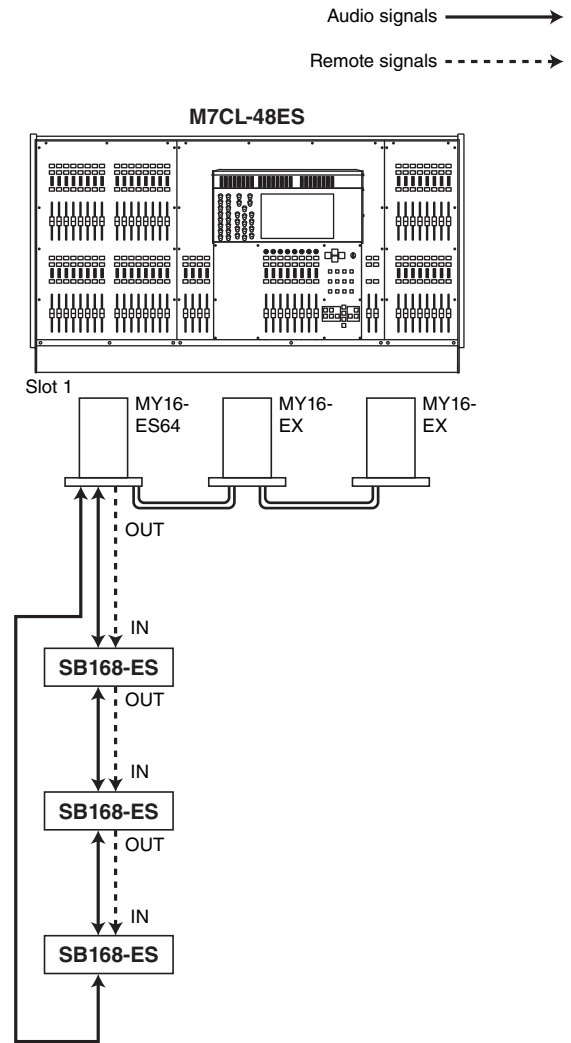 Audio signals
Remote signals
M7CL-48ES
Slot 1
MY16-
ES64
MY16-
EX
MY16-
EX
OUT
IN
SB168-ES
OUT
IN
SB168-ES
OUT
IN
SB168-ES